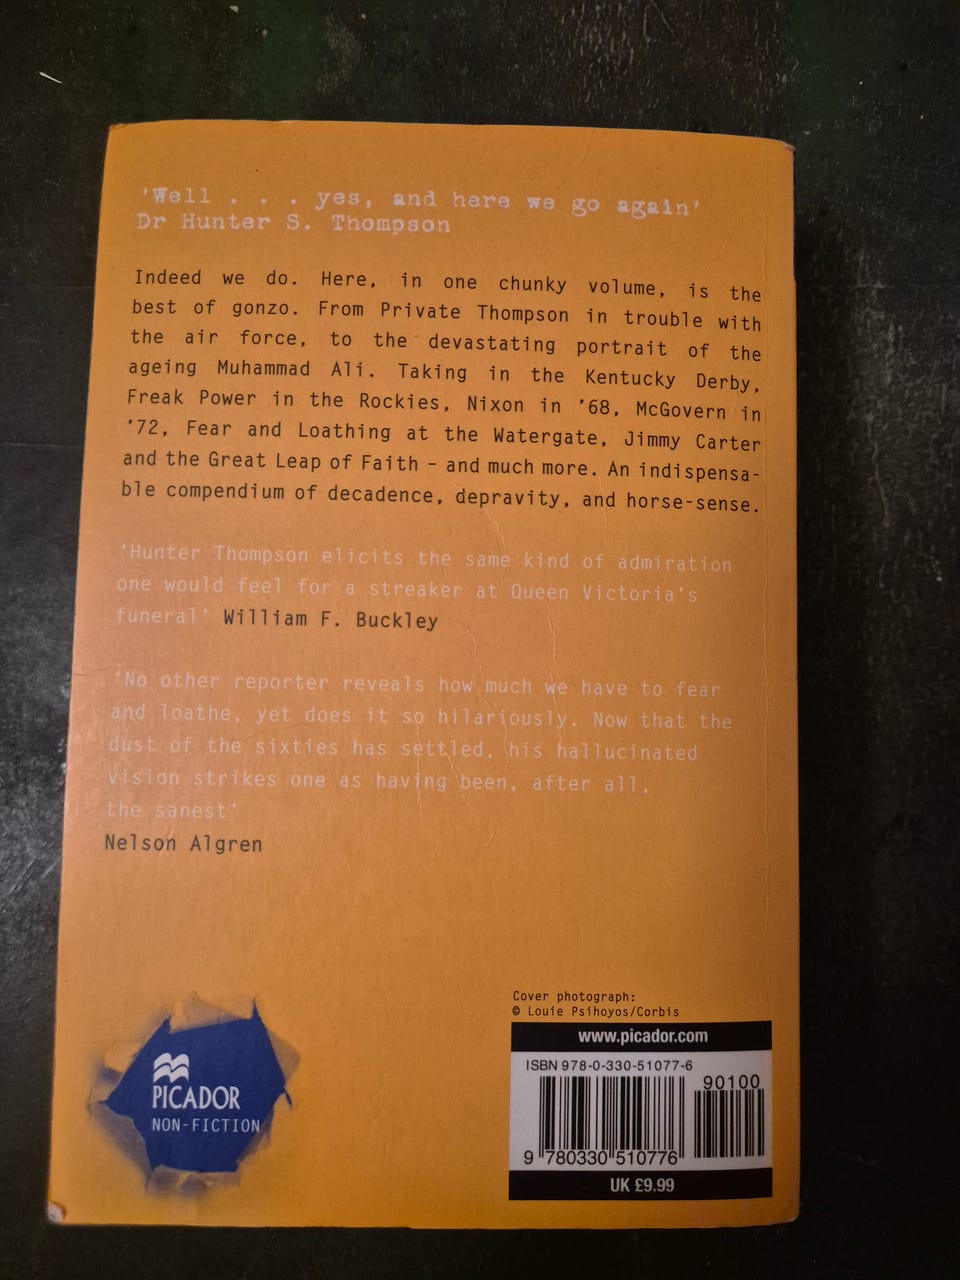 'Well . . . yes, and here we go again'
Dr Hunter S. Thompson
Indeed we do. Here, in one chunky volume, is the
best of gonzo. From Private Thompson in trouble with
the air force, to the devastating portrait of the
ageing Muhammad Ali. Taking in the Kentucky Derby,
Freak Power in the Rockies, Nixon in '68, McGovern in
'72, Fear and Loathing at the Watergate, Jimmy Carter
and the Great Leap of Faith – and much more. An indispensa-
ble compendium of decadence, depravity, and horse-sense.
'Hunter Thompson elicits the same kind of admiration
one would feel for a streaker at Queen Victoria's
funeral' William F. Buckley
'No other reporter reveals how much we have to fear
and loathe, yet does it so hilariously. Now that the
dust of the sixties has settled, his hallucinated
vision strikes one as having been, after all,
the sanest'
Nelson Algren
Cover photograph:
© Louie Psihoyos/Corbis
www.picador.com
ISBN 978-0-330-51077-6
90100
9 780330 510776
UK £9.99
PICADOR
NON-FICTION